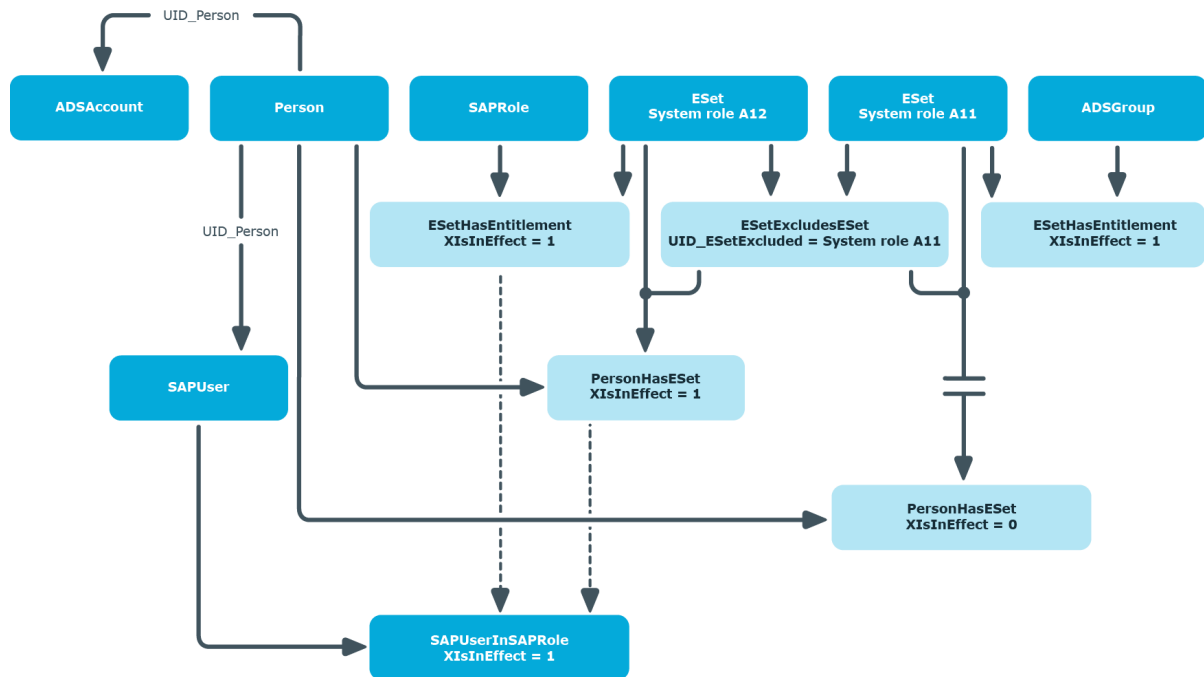 UID_Person
ADSAccount
Person
SAPRole
ESet
System role A12
ESet
System role A11
ADSGroup
ESetHasEntitlement
XIsInEffect = 1
ESetExcludesESet
UID_ESetExcluded = System role A11
ESetHasEntitlement
XIsInEffect = 1
UID_Person
SAPUser
PersonHasESet
XIsInEffect = 1
PersonHasESet
XIsInEffect = 0
SAPUserInSAPRole
XIsInEffect = 1